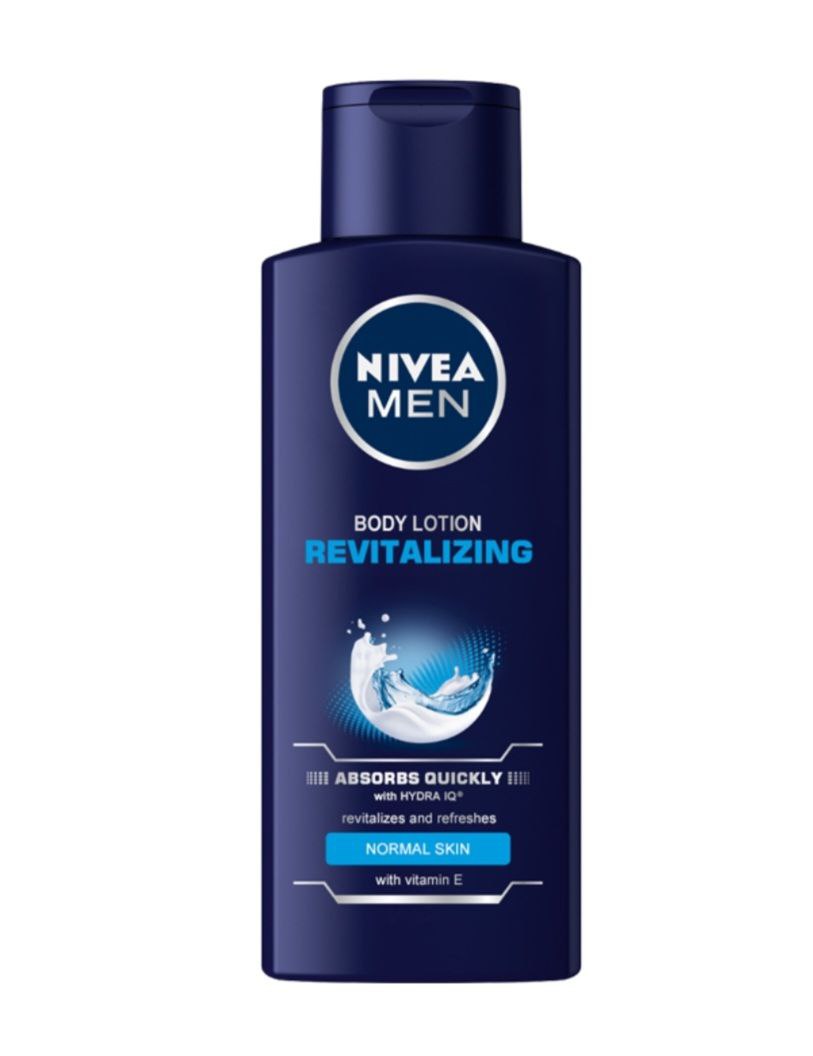 NIVEA
MEN
BODY LOTION
REVITALIZING
ABSORBS QUICKLY
with HYDRA IQ®
revitalizes and refreshes
NORMAL SKIN
with vitamin E